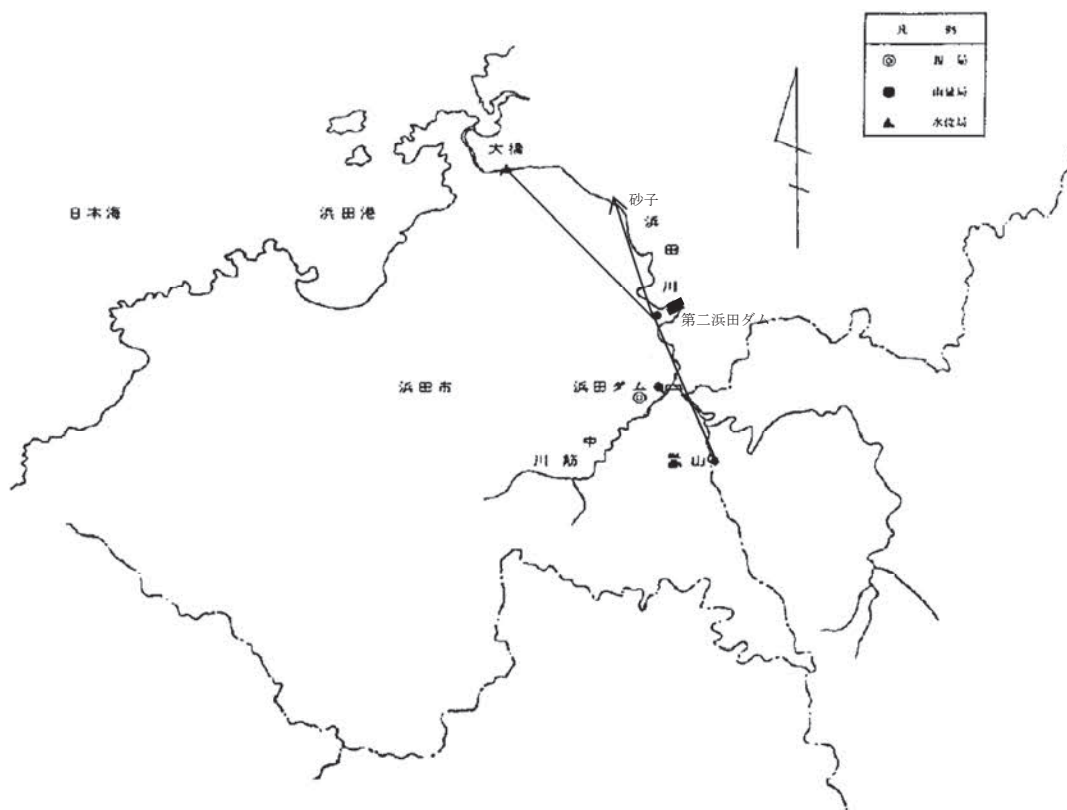 凡 例
親 局
雨量局
水位局
大橋
砂子
日本海
浜田港
浜
田
川
第二浜田ダム
浜田市
浜田ダム
中
川 筋
嵩山